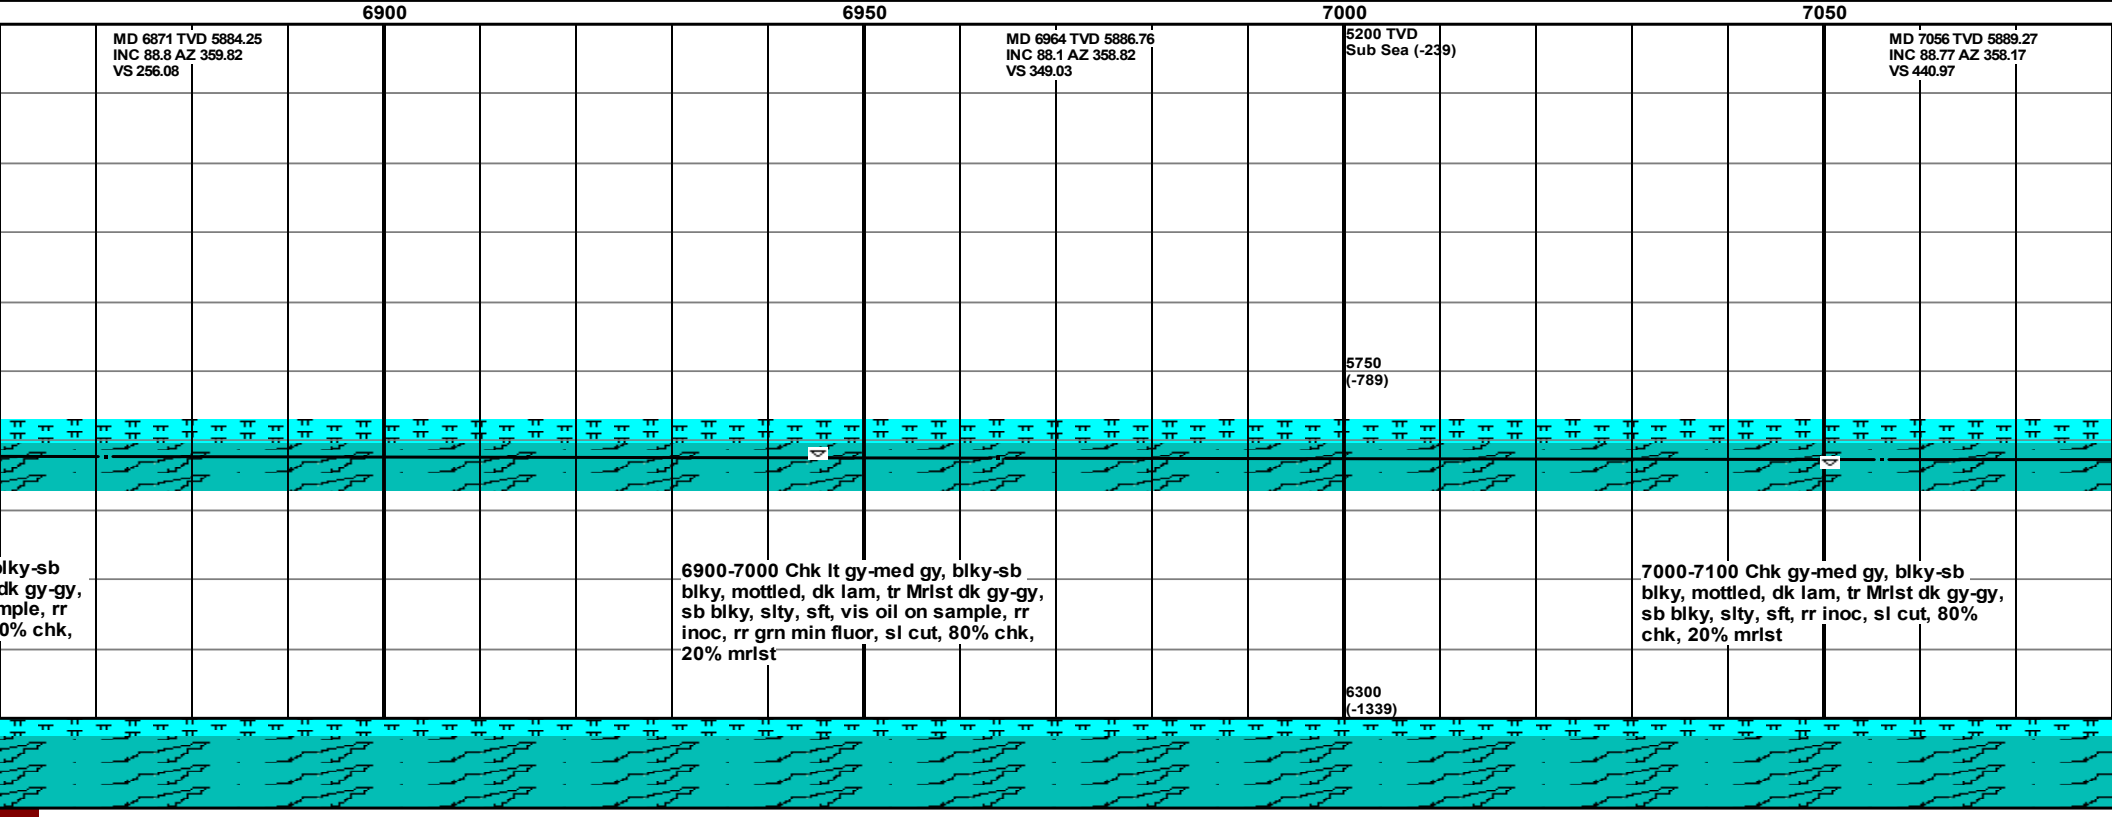 6900 6950 7000 7050
MD 6871 TVD 5884.25
INC 88.8 AZ 359.82
VS 256.08
MD 6964 TVD 5886.76
INC 88.1 AZ 358.82
VS 349.03
5200 TVD
Sub Sea (-239)
MD 7056 TVD 5889.27
INC 88.77 AZ 358.17
VS 440.97
5750
(-789)
blky-sb
dk gy-gy,
mple, rr
0% chk,
6900-7000 Chk lt gy-med gy, blky-sb
blky, mottled, dk lam, tr Mrlst dk gy-gy,
sb blky, slty, sft, vis oil on sample, rr
inoc, rr grn min fluor, sl cut, 80% chk,
20% mrlst
7000-7100 Chk gy-med gy, blky-sb
blky, mottled, dk lam, tr Mrlst dk gy-gy,
sb blky, slty, sft, rr inoc, sl cut, 80%
chk, 20% mrlst
6300
(-1339)